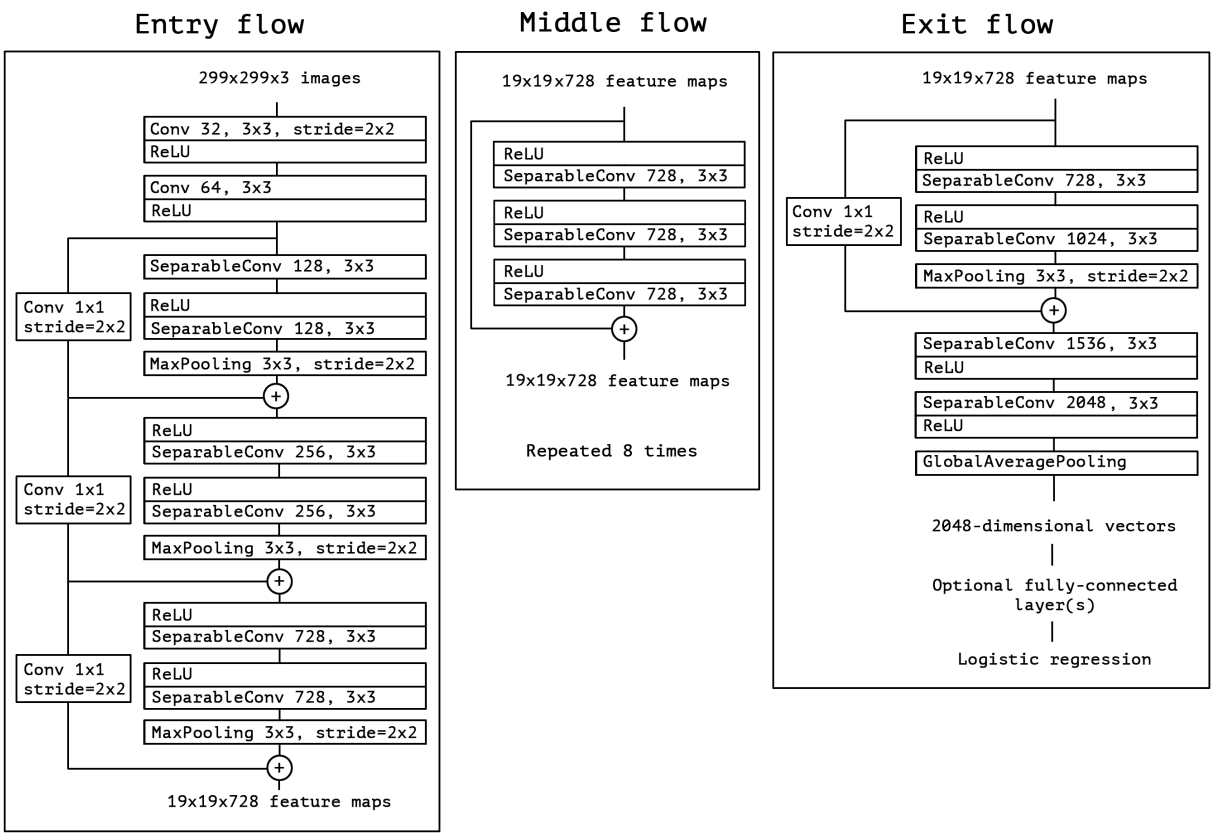 Entry flow
299x299x3 images
Conv 32, 3x3, stride=2x2
ReLU
Conv 64, 3x3
ReLU
SeparableConv 128, 3x3
Conv 1x1
stride=2x2
ReLU
SeparableConv 128, 3x3
MaxPooling 3x3, stride=2x2
+
ReLU
SeparableConv 256, 3x3
Conv 1x1
stride=2x2
ReLU
SeparableConv 256, 3x3
MaxPooling 3x3, stride=2x2
+
ReLU
SeparableConv 728, 3x3
Conv 1x1
stride=2x2
ReLU
SeparableConv 728, 3x3
MaxPooling 3x3, stride=2x2
+
19x19x728 feature maps
Middle flow
19x19x728 feature maps
ReLU
SeparableConv 728, 3x3
ReLU
SeparableConv 728, 3x3
ReLU
SeparableConv 728, 3x3
+
19x19x728 feature maps
Repeated 8 times
Exit flow
19x19x728 feature maps
ReLU
SeparableConv 728, 3x3
Conv 1x1
stride=2x2
ReLU
SeparableConv 1024, 3x3
MaxPooling 3x3, stride=2x2
+
SeparableConv 1536, 3x3
ReLU
SeparableConv 2048, 3x3
ReLU
GlobalAveragePooling
2048-dimensional vectors
Optional fully-connected
layer(s)
Logistic regression